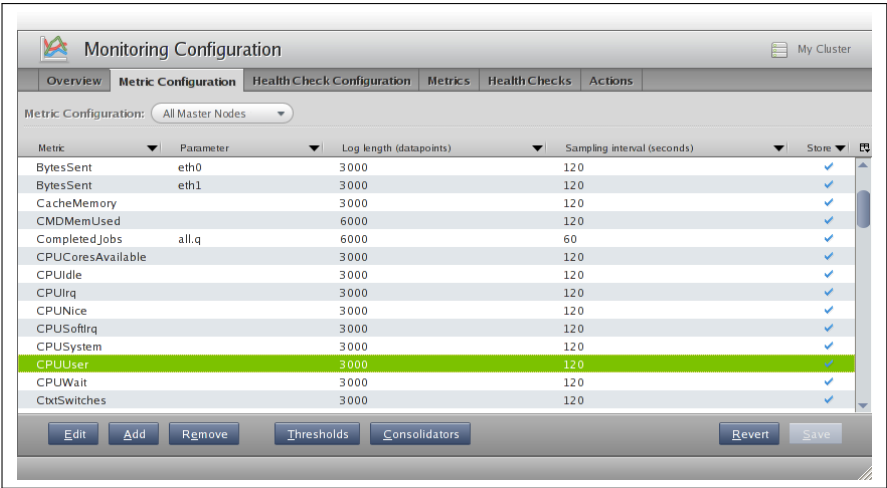 Monitoring Configuration My Cluster
Overview Metric Configuration Health Check Configuration Metrics Health Checks Actions
Metric Configuration: All Master Nodes
Metric Parameter Log length (datapoints) Sampling interval (seconds) Store
BytesSent eth0 3000 120
BytesSent eth1 3000 120
CacheMemory 3000 120
CMDMemUsed 6000 120
CompletedJobs all.q 6000 60
CPUCoresAvailable 3000 120
CPUIdle 3000 120
CPUIrq 3000 120
CPUNice 3000 120
CPUSoftIrq 3000 120
CPUSystem 3000 120
CPUUser 3000 120
CPUWait 3000 120
CtxtSwitches 3000 120
Edit Add Remove Thresholds Consolidators Revert Save